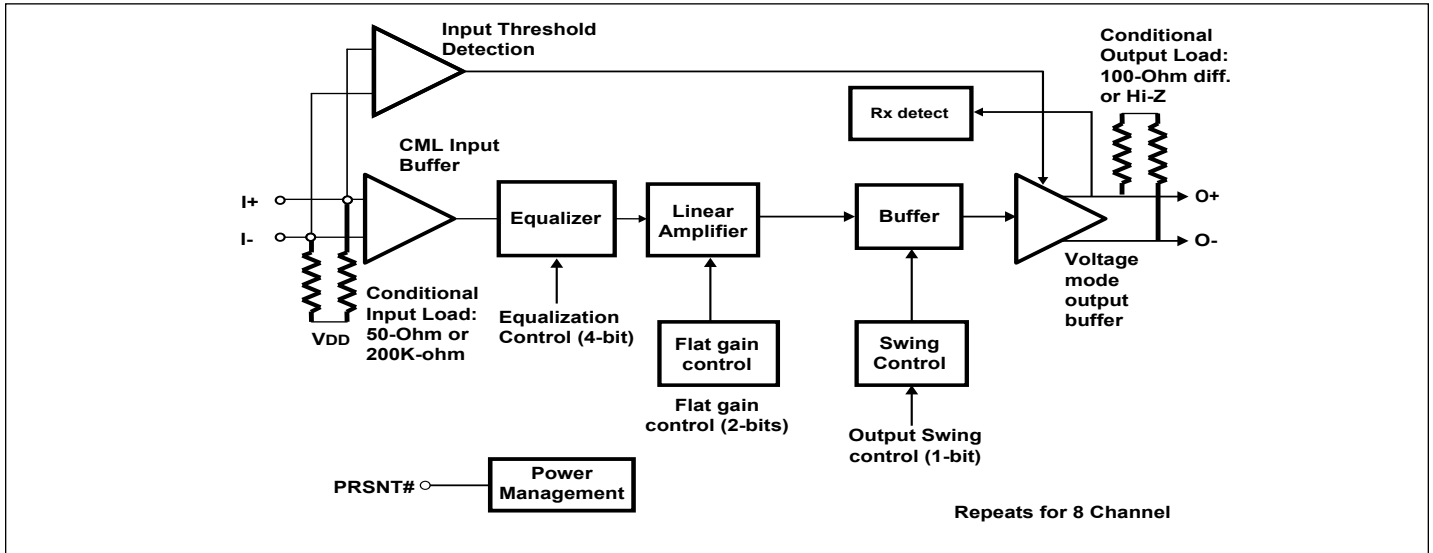 Input Threshold
Detection
Conditional
Output Load:
100-Ohm diff.
or Hi-Z
Rx detect
CML Input
Buffer
I+
I-
Equalizer
Linear
Amplifier
Buffer
O+
O-
Voltage
mode
output
buffer
Conditional
Input Load:
50-Ohm or
200K-ohm
VDD
Equalization
Control (4-bit)
Flat gain
control
Swing
Control
Flat gain
control (2-bits)
Output Swing
control (1-bit)
PRSNT#
Power
Management
Repeats for 8 Channel